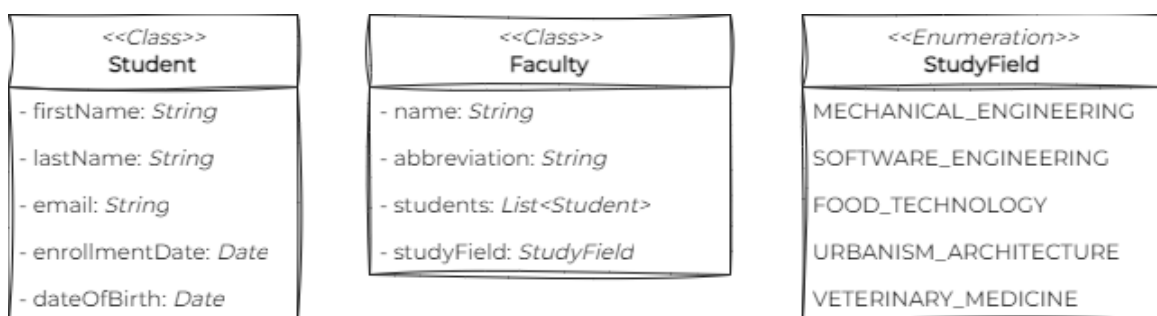 <<Class>>
Student
- firstName: String
- lastName: String
- email: String
- enrollmentDate: Date
- dateOfBirth: Date
<<Class>>
Faculty
- name: String
- abbreviation: String
- students: List<Student>
- studyField: StudyField
<<Enumeration>>
StudyField
MECHANICAL_ENGINEERING
SOFTWARE_ENGINEERING
FOOD_TECHNOLOGY
URBANISM_ARCHITECTURE
VETERINARY_MEDICINE